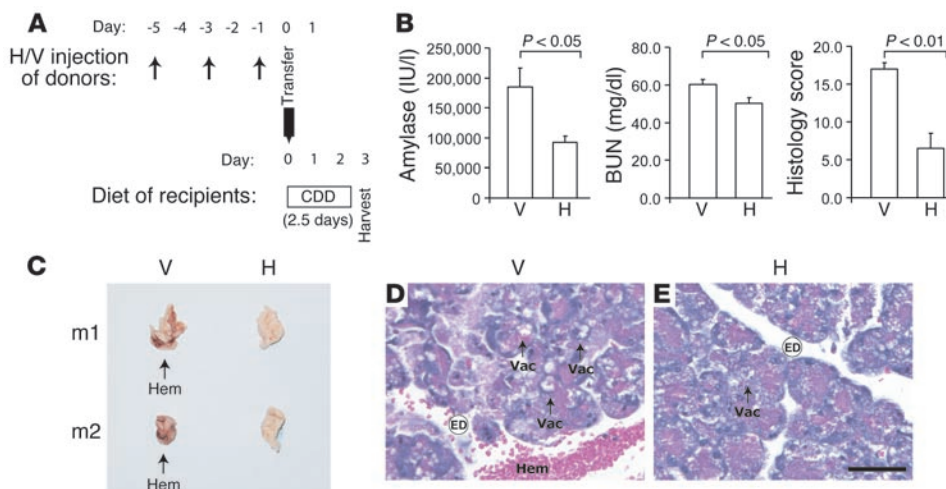 A
Day: -5 -4 -3 -2 -1 0 1
H/V injection
of donors:
Transfer
Day: 0 1 2 3
Diet of recipients: CDD
(2.5 days)
Harvest
B
P < 0.05
Amylase (IU/l)
250,000
200,000
150,000
100,000
50,000
0
V H
P < 0.05
BUN (mg/dl)
80.0
60.0
40.0
20.0
0.0
V H
P < 0.01
Histology score
20.0
15.0
10.0
5.0
0.0
V H
C
V H
m1
Hem
m2
Hem
V
D
Vac
Vac
Vac
ED
Hem
H
E
ED
Vac